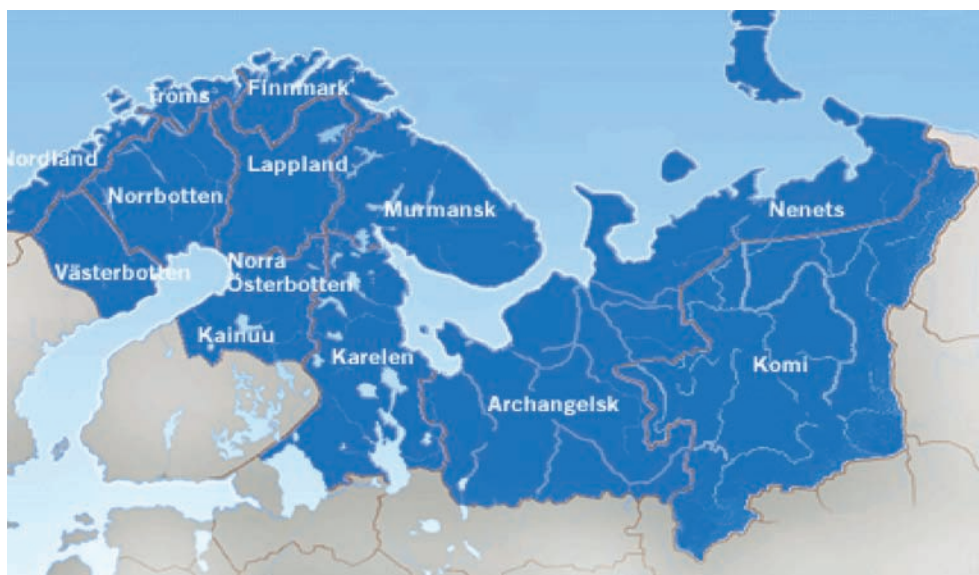 Troms
Finnmark
Nordland
Lappland
Norrbotten
Murmansk
Nenets
Västerbotten
Norra
Österbotten
Kainuu
Karelen
Komi
Archangelsk